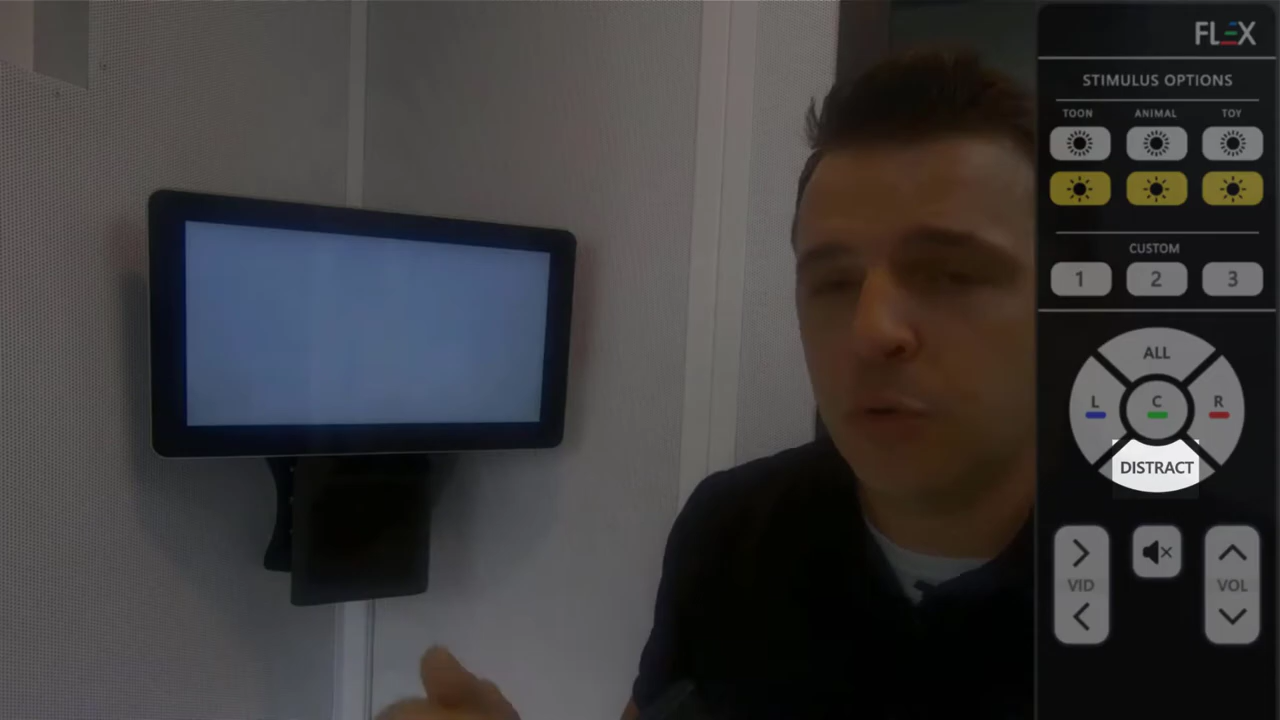 FLEX
STIMULUS OPTIONS
TOON ANIMAL TOY
CUSTOM
1 2 3
ALL
L C R
DISTRACT
VID VOL